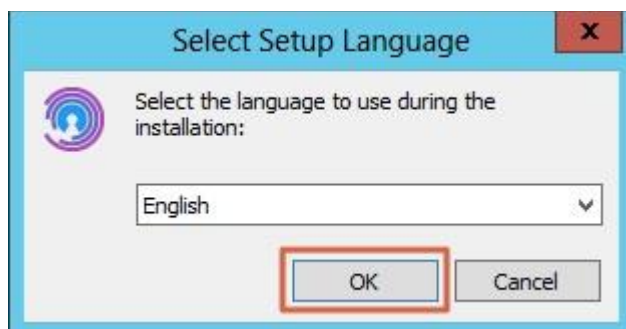 Select Setup Language
x
Select the language to use during the
installation:
English
OK
Cancel